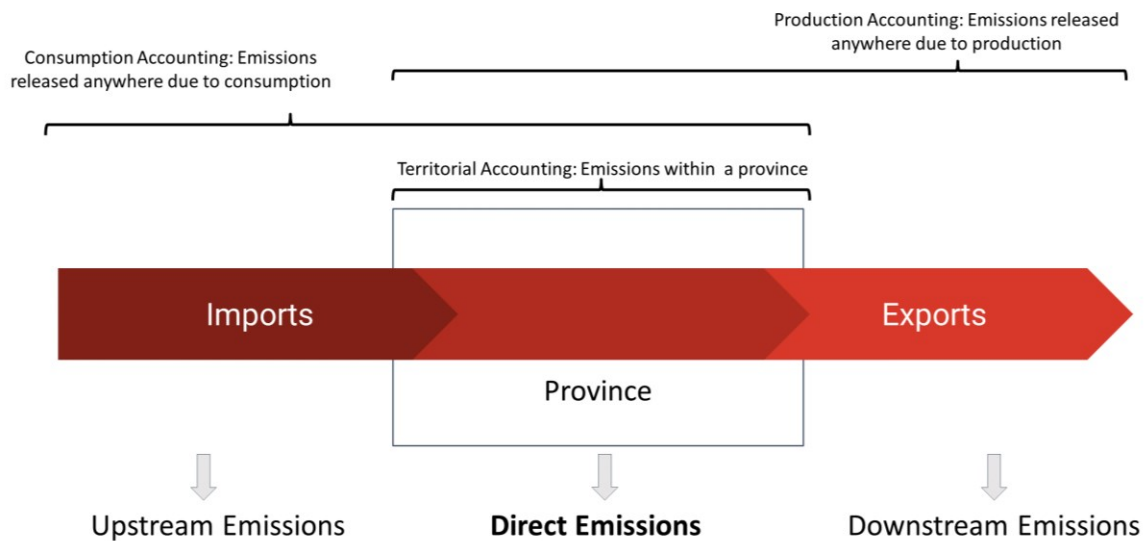 Production Accounting: Emissions released
anywhere due to production
Consumption Accounting: Emissions
released anywhere due to consumption
Territorial Accounting: Emissions within a province
Imports
Exports
Province
Upstream Emissions
Direct Emissions
Downstream Emissions